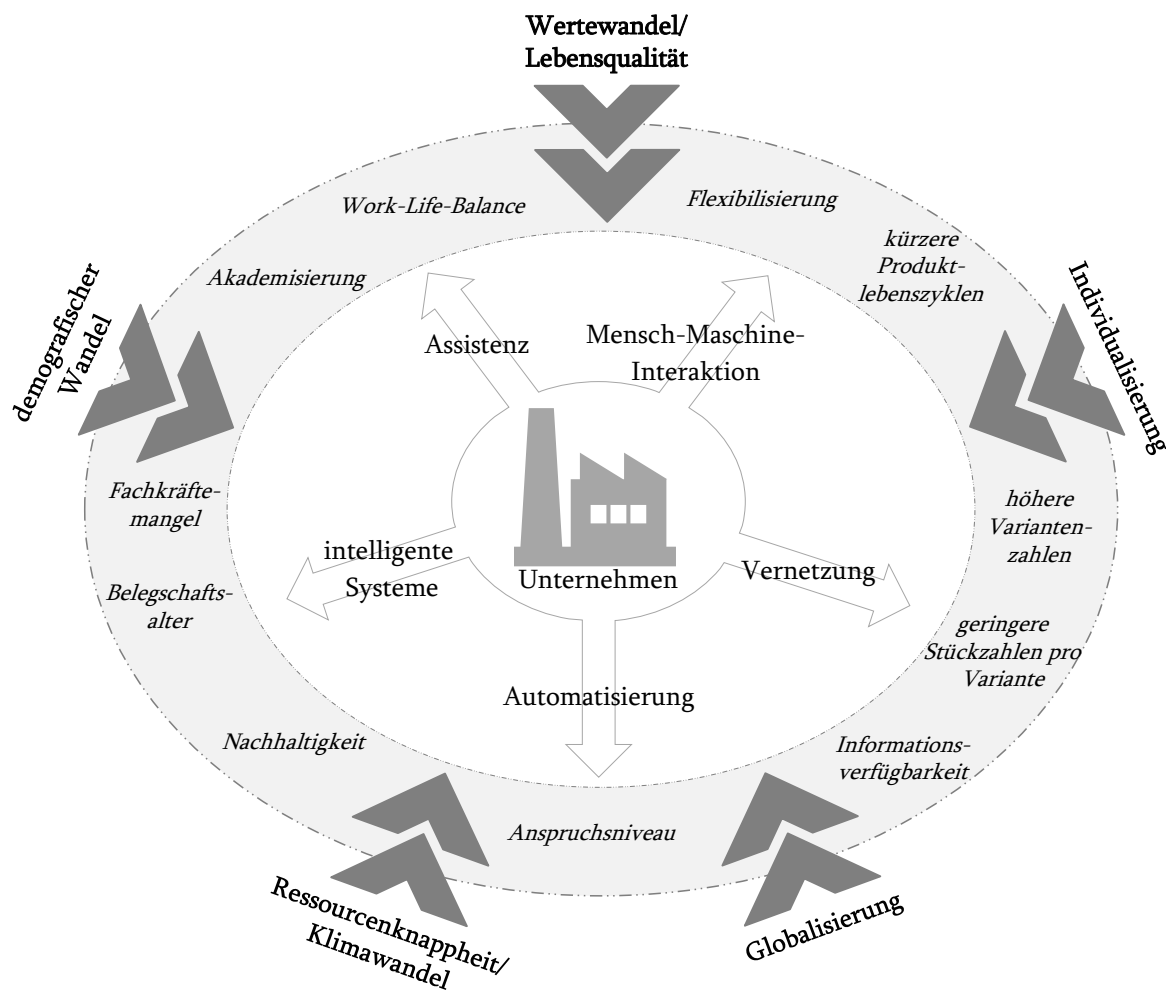 Wertewandel/
Lebensqualität
Work-Life-Balance
Flexibilisierung
kürzere
Produkt-
lebenszyklen
Akademisierung
demografischer
Wandel
Individualisierung
Assistenz
Mensch-Maschine-
Interaktion
Fachkräfte-
mangel
höhere
Varianten-
zahlen
intelligente
Systeme
Unternehmen
Vernetzung
Belegschafts-
alter
geringere
Stückzahlen pro
Variante
Automatisierung
Nachhaltigkeit
Informations-
verfügbarkeit
Anspruchsniveau
Ressourcenknappheit/
Klimawandel
Globalisierung